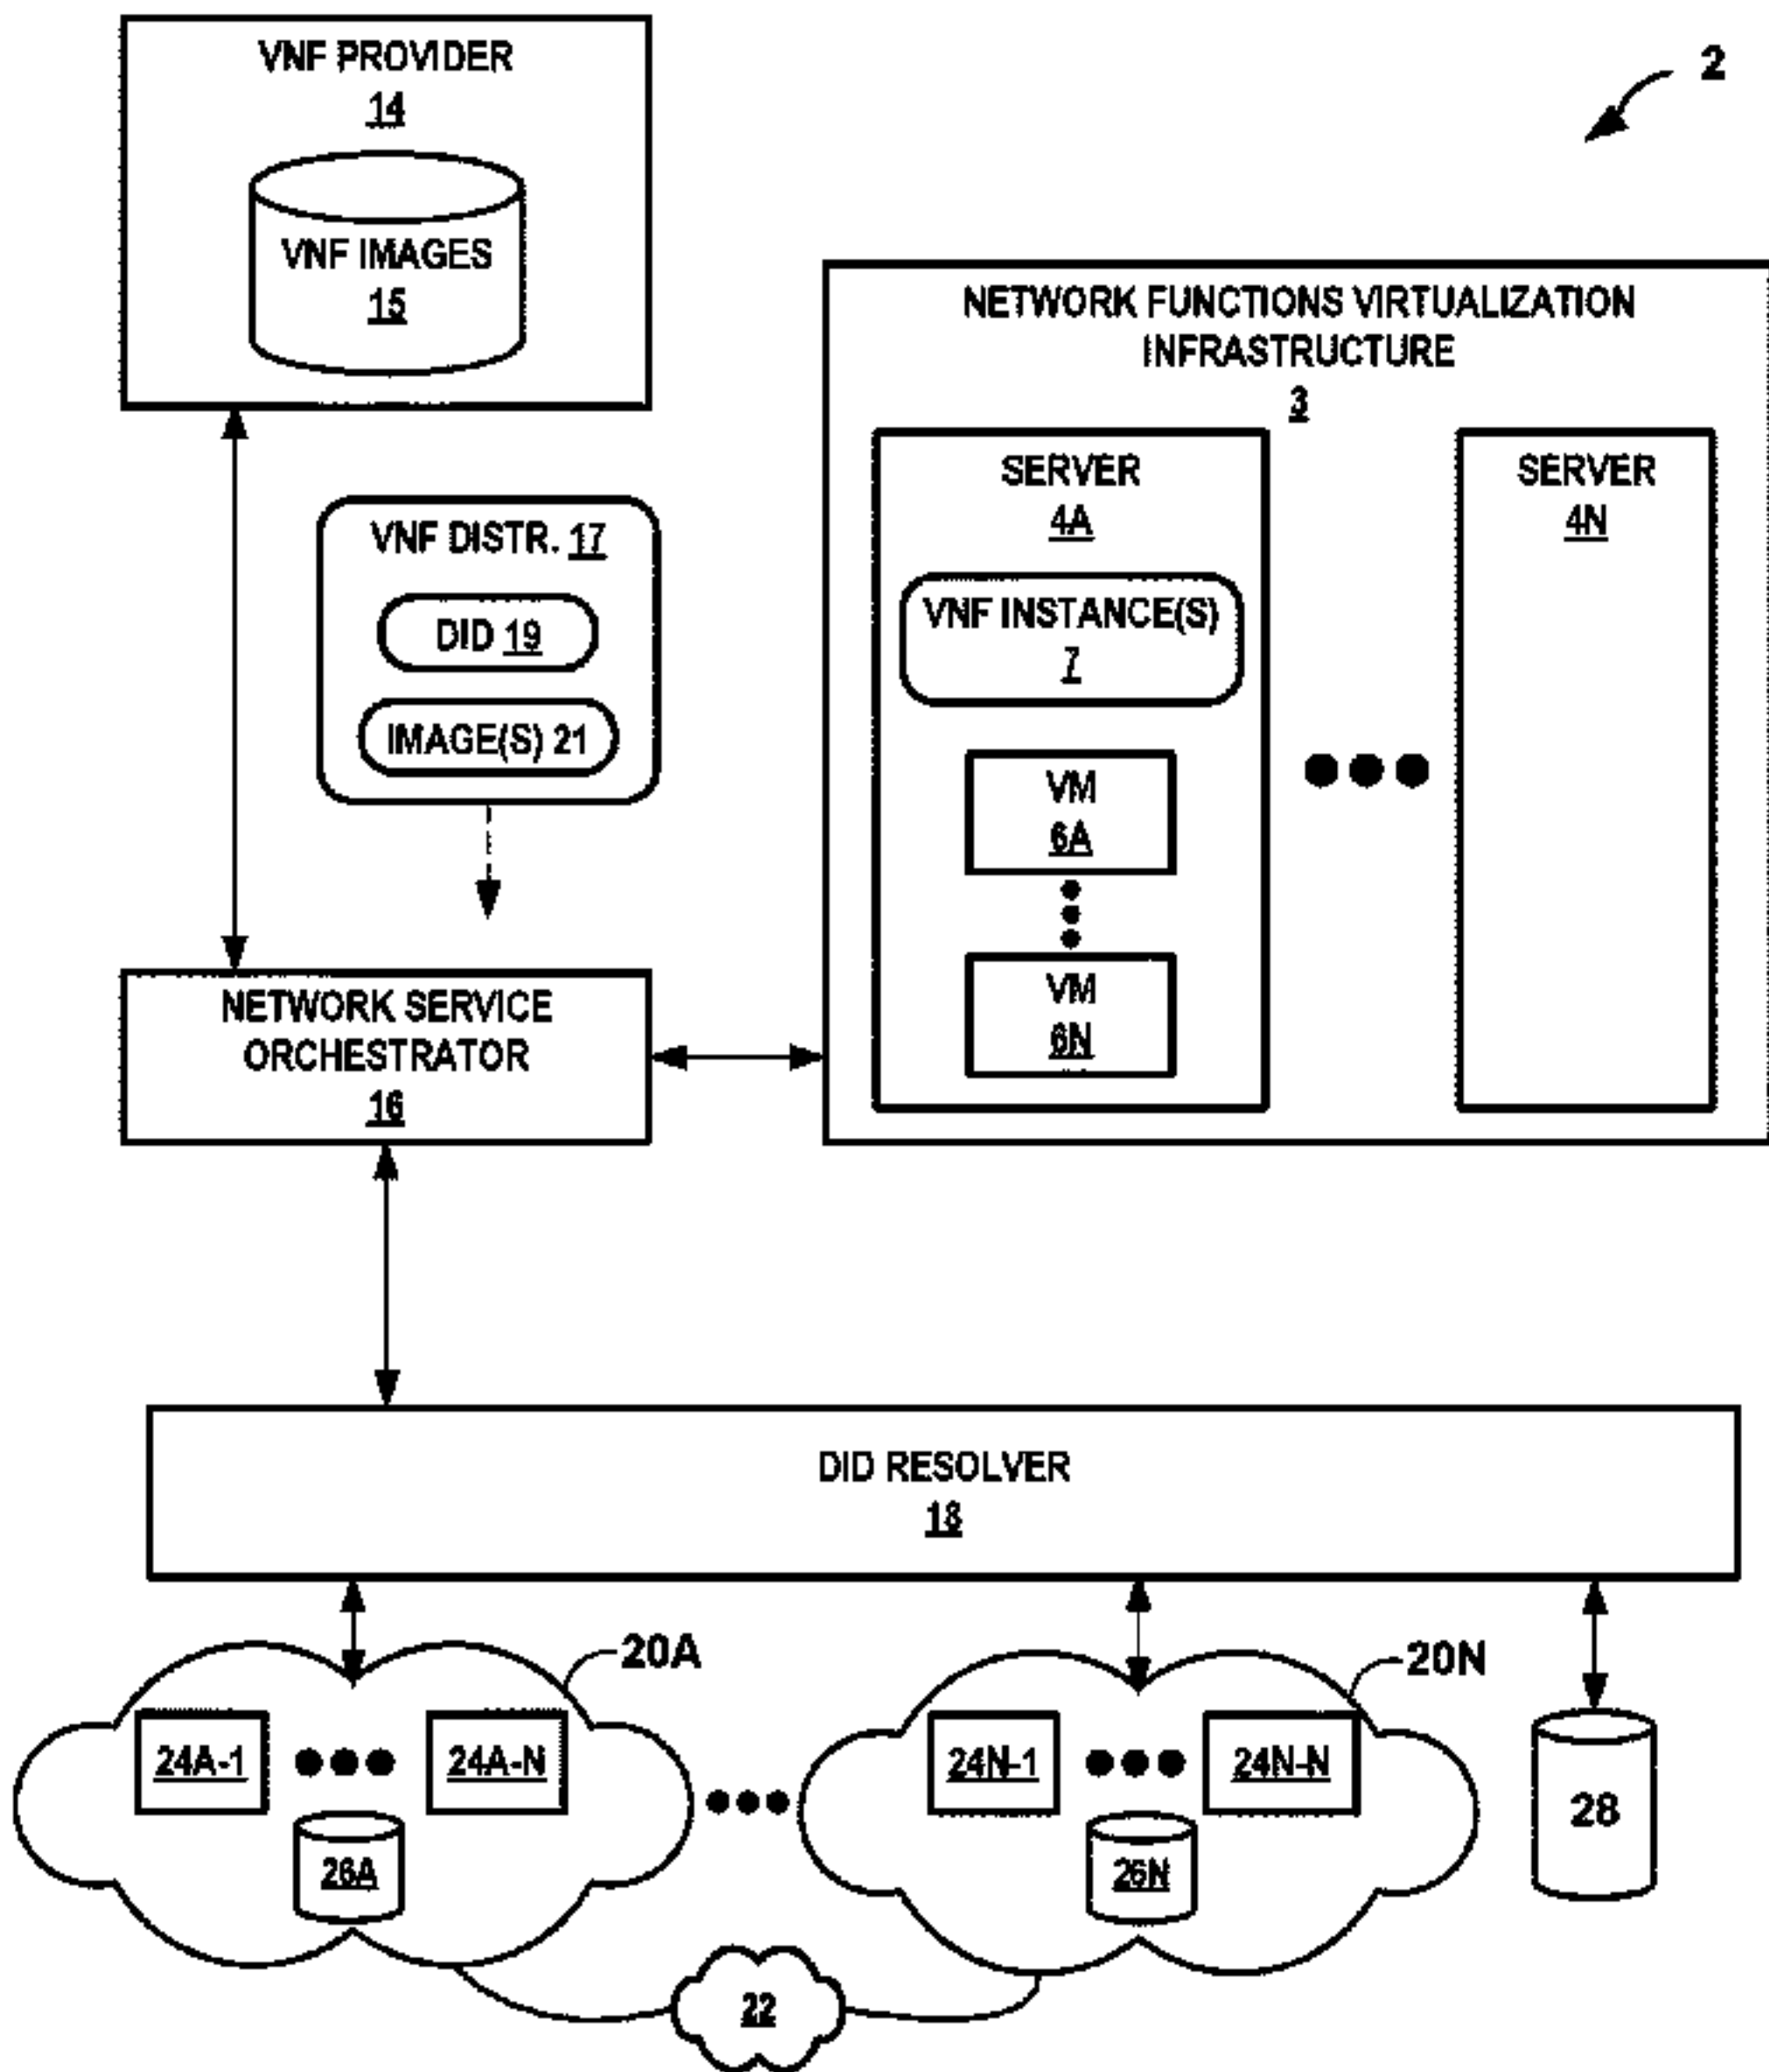 VNF PROVIDER
14
VNF IMAGES
15
2
NETWORK FUNCTIONS VIRTUALIZATION
INFRASTRUCTURE
3
SERVER
4A
VNF INSTANCE(S)
7
VM
6A
VM
6N
SERVER
4N
VNF DISTR. 17
DID 19
IMAGE(S) 21
NETWORK SERVICE
ORCHESTRATOR
16
DID RESOLVER
18
20A
24A-1
24A-N
26A
20N
24N-1
24N-N
26N
28
22